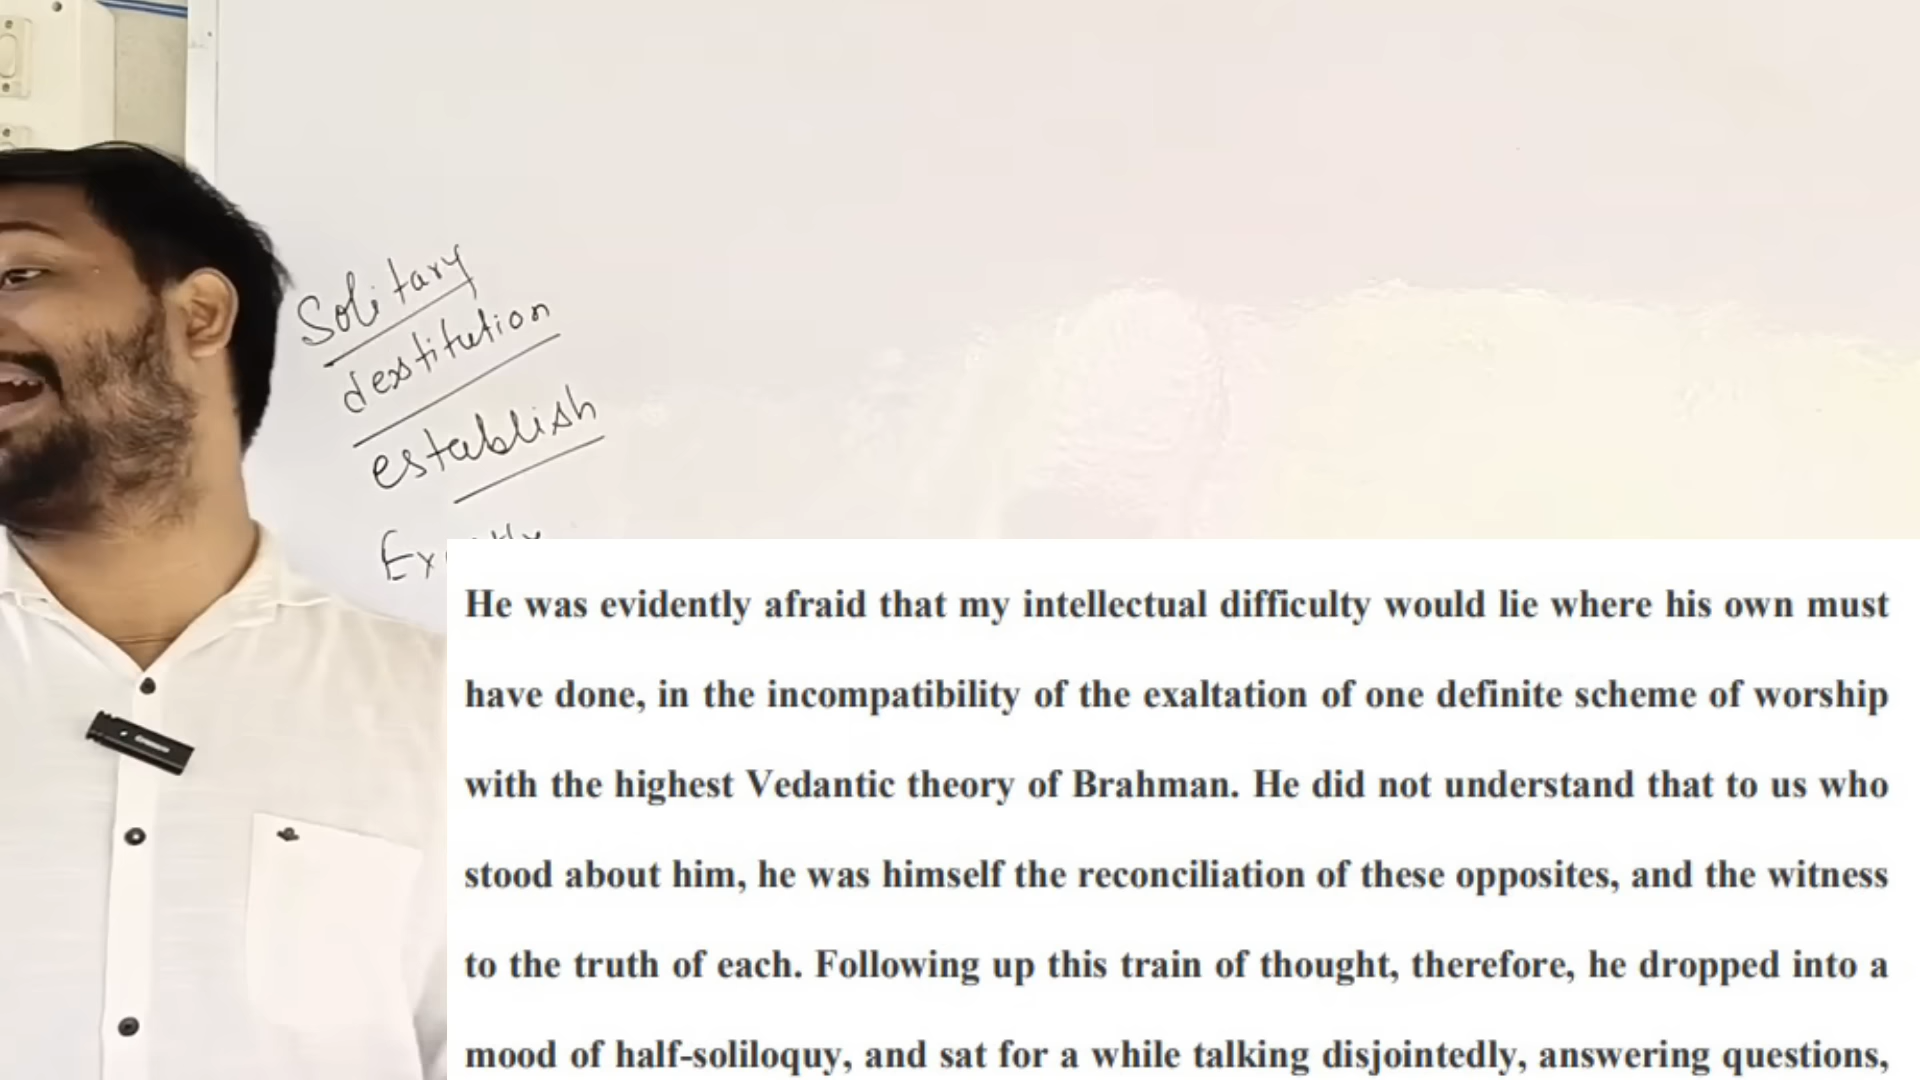 Solitary
destitution
establish
He was evidently afraid that my intellectual difficulty would lie where his own must
have done, in the incompatibility of the exaltation of one definite scheme of worship
with the highest Vedantic theory of Brahman. He did not understand that to us who
stood about him, he was himself the reconciliation of these opposites, and the witness
to the truth of each. Following up this train of thought, therefore, he dropped into a
mood of half-soliloquy, and sat for a while talking disjointedly, answering questions,